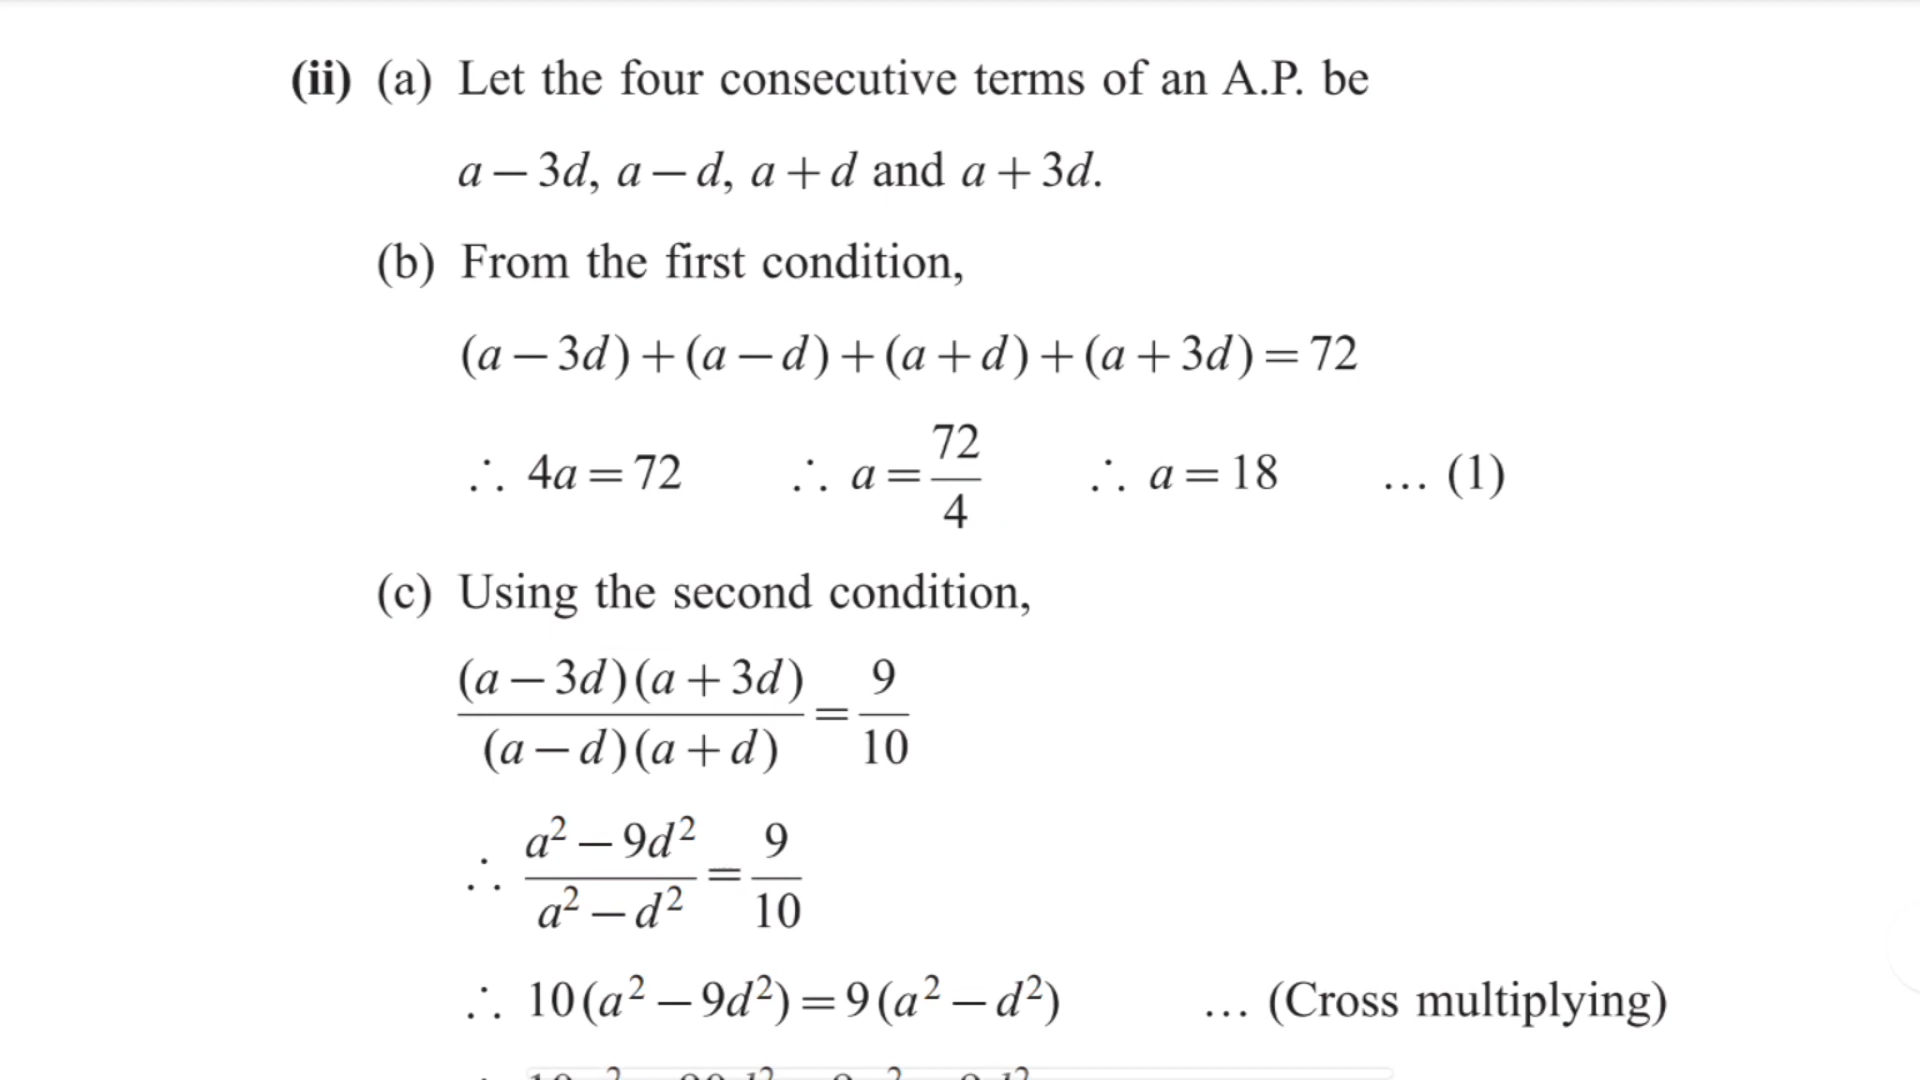 (ii) (a) Let the four consecutive terms of an A.P. be
a − 3d, a − d, a + d and a + 3d.
(b) From the first condition,
(a − 3d) + (a − d) + (a + d) + (a + 3d) = 72
∴ 4a = 72 ∴ a = 72/4 ∴ a = 18 ... (1)
(c) Using the second condition,
(a − 3d)(a + 3d) / (a − d)(a + d) = 9/10
∴ a² − 9d² / a² − d² = 9/10
∴ 10(a² − 9d²) = 9(a² − d²) ... (Cross multiplying)